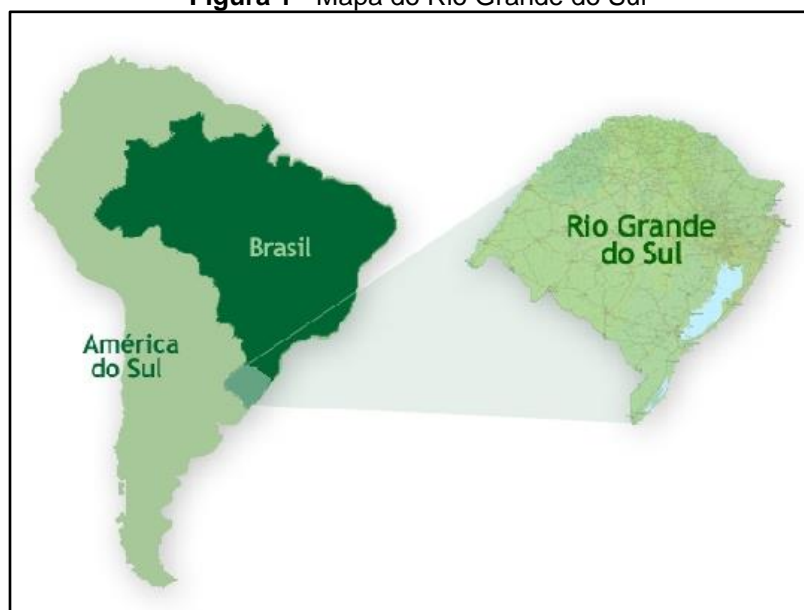 Figura 1 - Mapa do Rio Grande do Sul
Brasil
América
do Sul
Rio Grande
do Sul